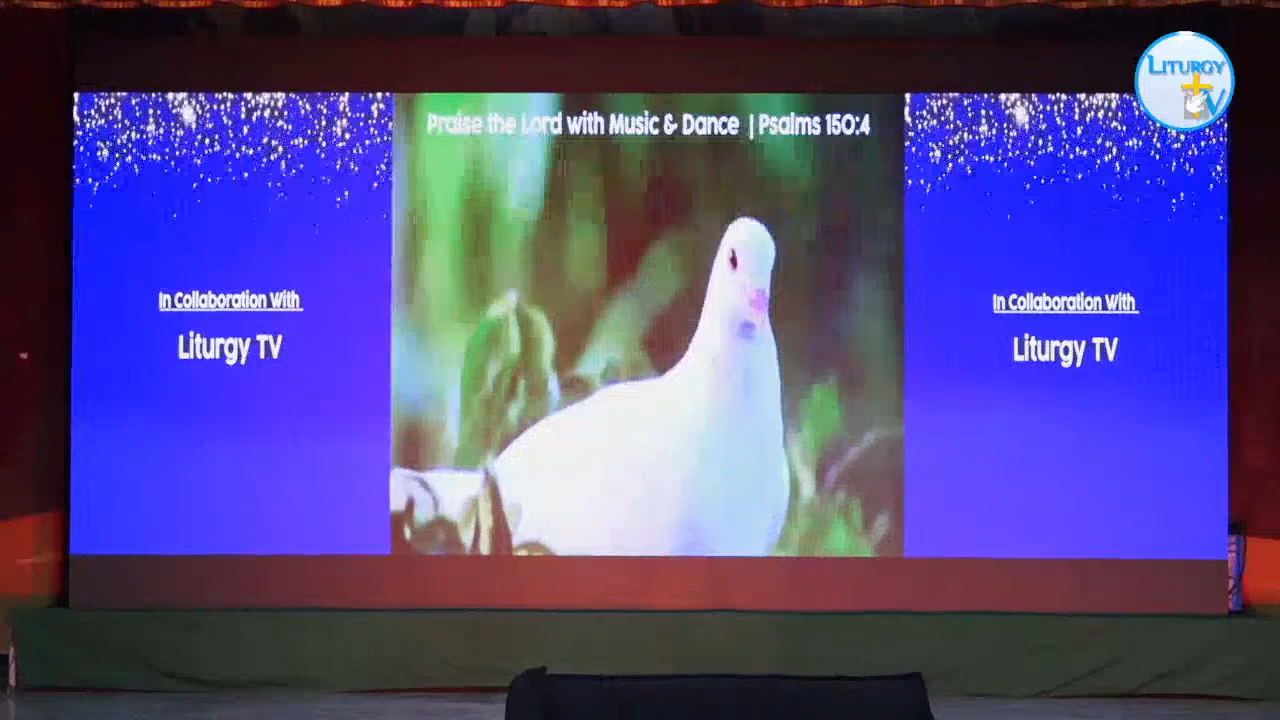 LITURGY
TV
Praise the Lord with Music & Dance | Psalms 150:4
In Collaboration With
Liturgy TV
In Collaboration With
Liturgy TV